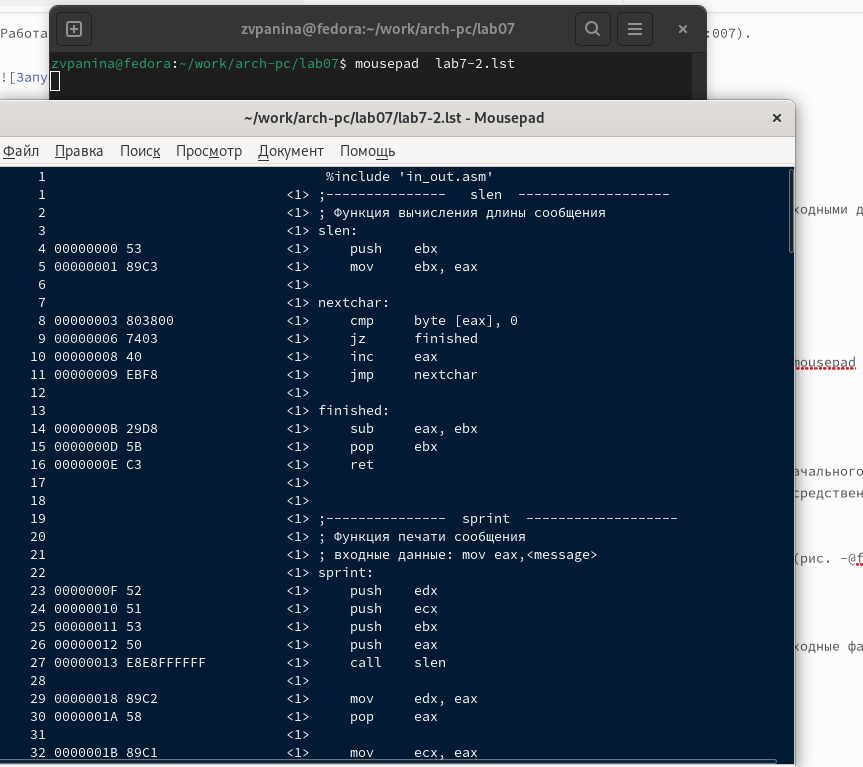 zvpanina@fedora:~/work/arch-pc/lab07
Работа
:007).
zvpanina@fedora:~/work/arch-pc/lab07$ mousepad  lab7-2.lst
![Запу
~/work/arch-pc/lab07/lab7-2.lst - Mousepad
Файл Правка Поиск Просмотр Документ Помощь
1 %include 'in_out.asm'
1 <1> ;--------------- slen -------------------
2 <1> ; Функция вычисления длины сообщения
3 <1> slen:
4 00000000 53 <1> push ebx
5 00000001 89C3 <1> mov ebx, eax
6 <1>
7 <1> nextchar:
8 00000003 803800 <1> cmp byte [eax], 0
9 00000006 7403 <1> jz finished
10 00000008 40 <1> inc eax
11 00000009 EBF8 <1> jmp nextchar
12 <1>
13 <1> finished:
14 0000000B 29D8 <1> sub eax, ebx
15 0000000D 5B <1> pop ebx
16 0000000E C3 <1> ret
17 <1>
18 <1>
19 <1> ;--------------- sprint -------------------
20 <1> ; Функция печати сообщения
21 <1> ; входные данные: mov eax,<message>
22 <1> sprint:
23 0000000F 52 <1> push edx
24 00000010 51 <1> push ecx
25 00000011 53 <1> push ebx
26 00000012 50 <1> push eax
27 00000013 E8E8FFFFFF <1> call slen
28 <1>
29 00000018 89C2 <1> mov edx, eax
30 0000001A 58 <1> pop eax
31 <1>
32 0000001B 89C1 <1> mov ecx, eax
ходными д
mousepad
ачального
средствен
(рис. -@f
ходные фа